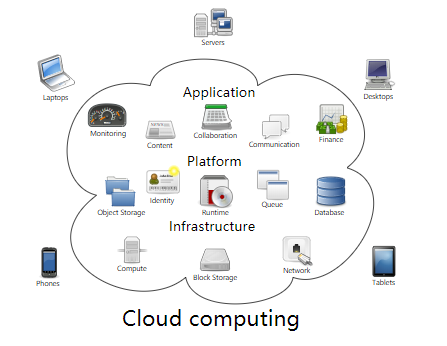 Servers
Laptops
Desktops
Application
Monitoring
Content
Collaboration
Communication
Finance
Platform
Object Storage
Identity
Runtime
Queue
Database
Infrastructure
Compute
Block Storage
Network
Phones
Tablets
Cloud computing